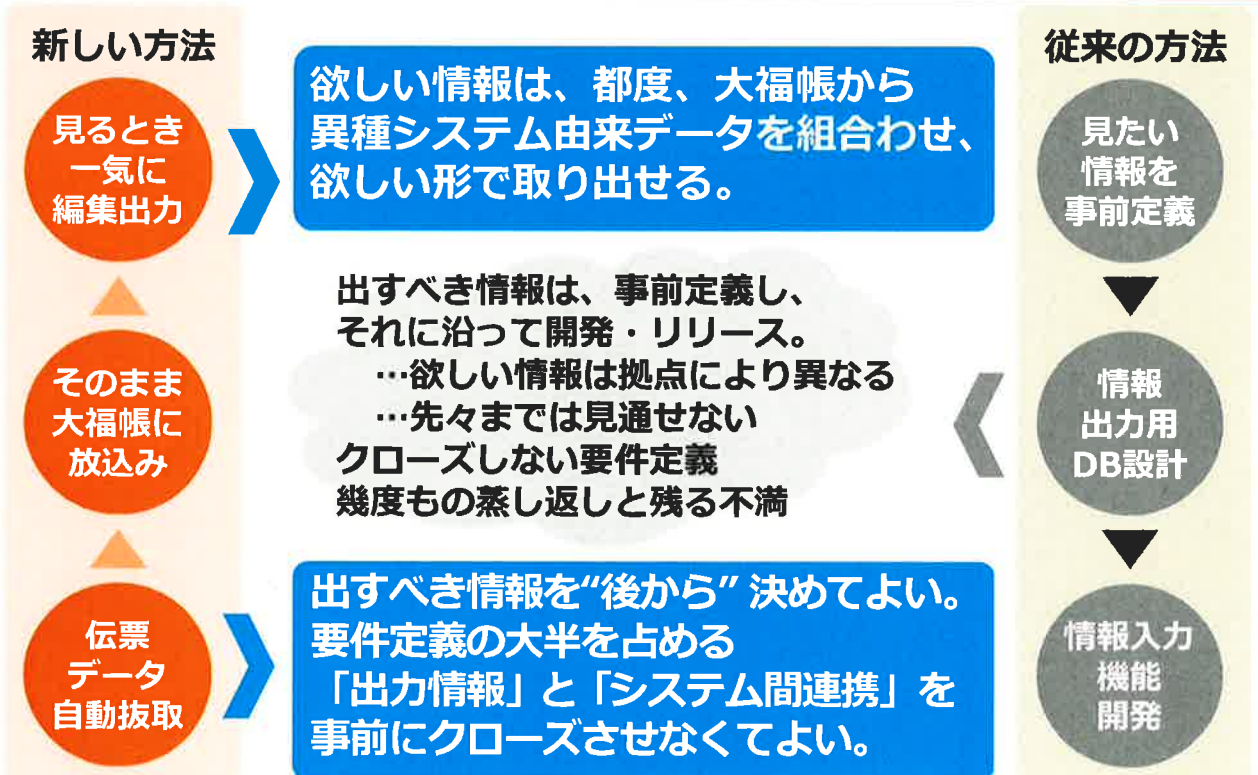 新しい方法
見るとき
一気に
編集出力
そのまま
大福帳に
放込み
伝票
データ
自動抜取
欲しい情報は、都度、大福帳から
異種システム由来データを組合わせ、
欲しい形で取り出せる。
出すべき情報は、事前定義し、
それに沿って開発・リリース。
…欲しい情報は拠点により異なる
…先々までは見通せない
クローズしない要件定義
幾度もの蒸し返しと残る不満
出すべき情報を“後から” 決めてよい。
要件定義の大半を占める
「出力情報」と「システム間連携」を
事前にクローズさせなくてよい。
従来の方法
見たい
情報を
事前定義
情報
出力用
DB設計
情報入力
機能
開発